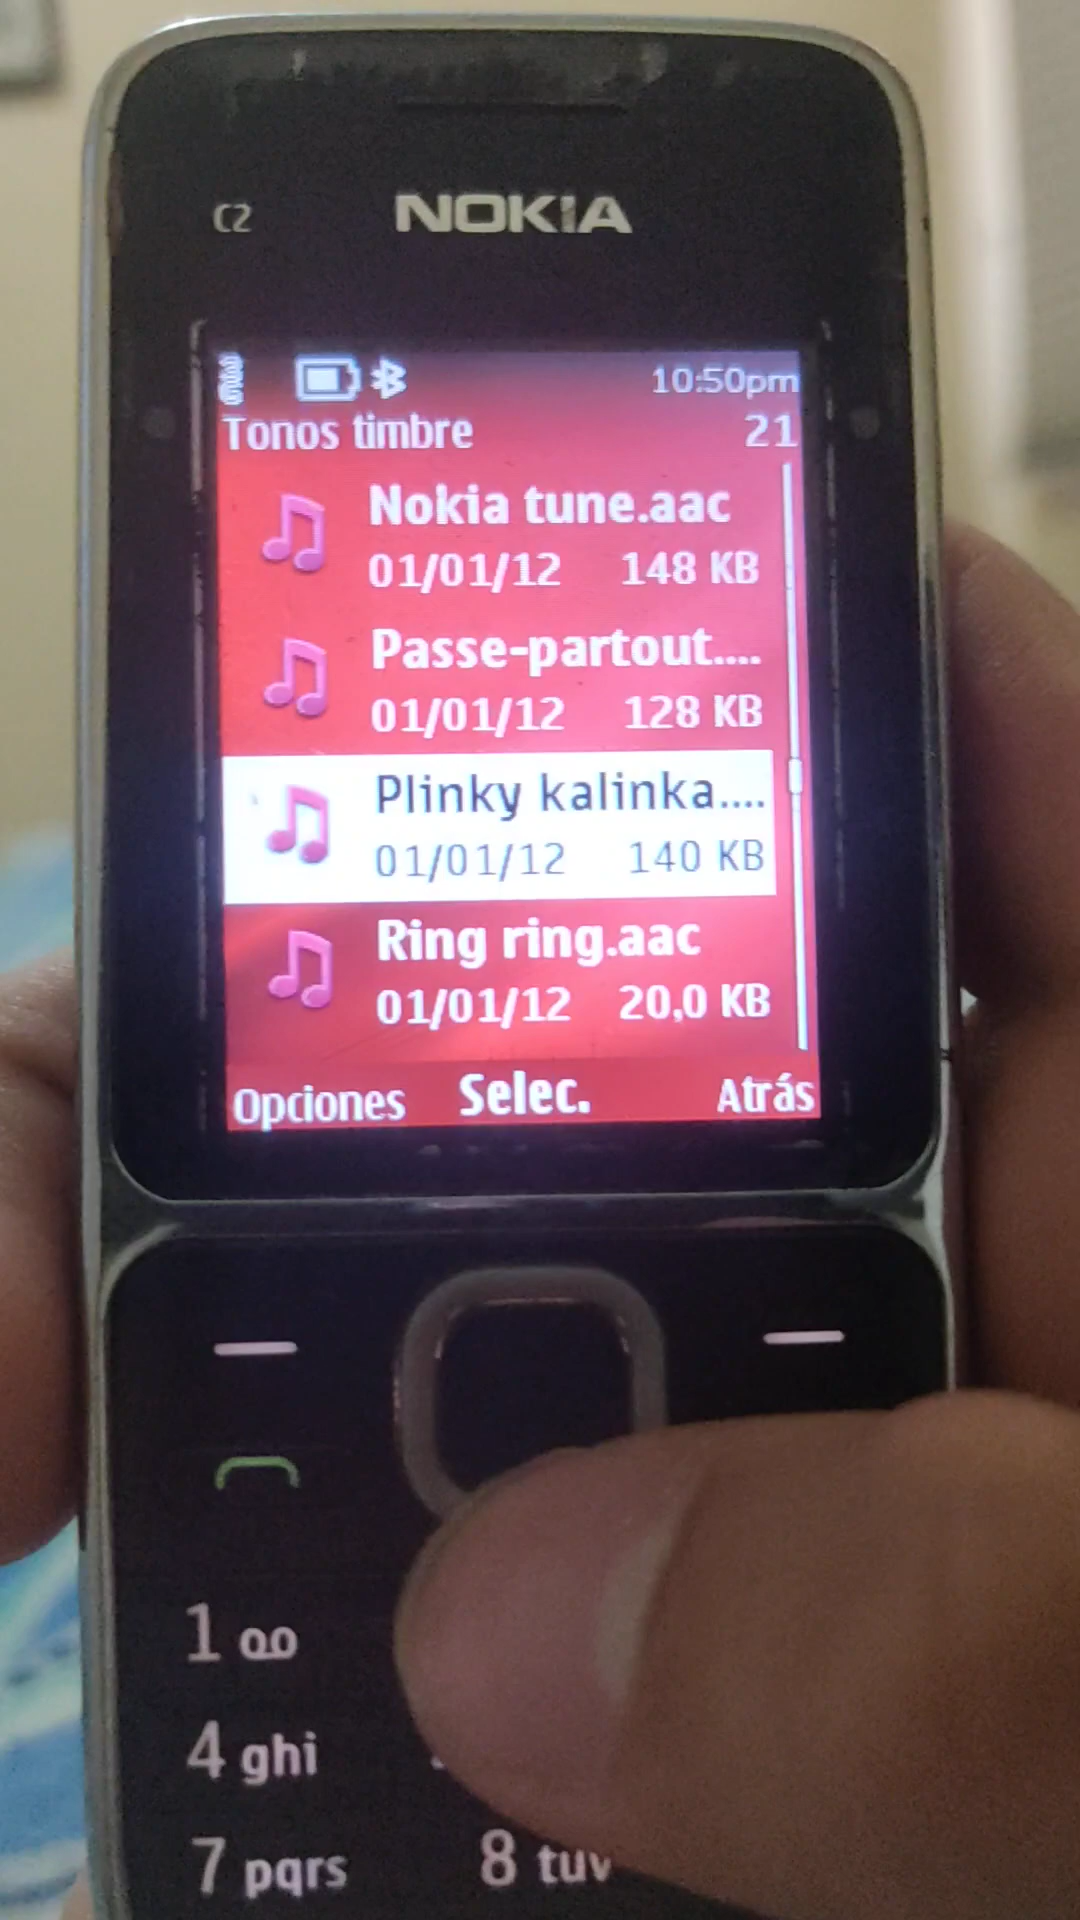 C2 NOKIA
10:50pm
Tonos timbre 21
Nokia tune.aac
01/01/12 148 KB
Passe-partout....
01/01/12 128 KB
Plinky kalinka....
01/01/12 140 KB
Ring ring.aac
01/01/12 20,0 KB
Opciones Selec. Atrás
1
4 ghi
7 pqrs 8 tuv